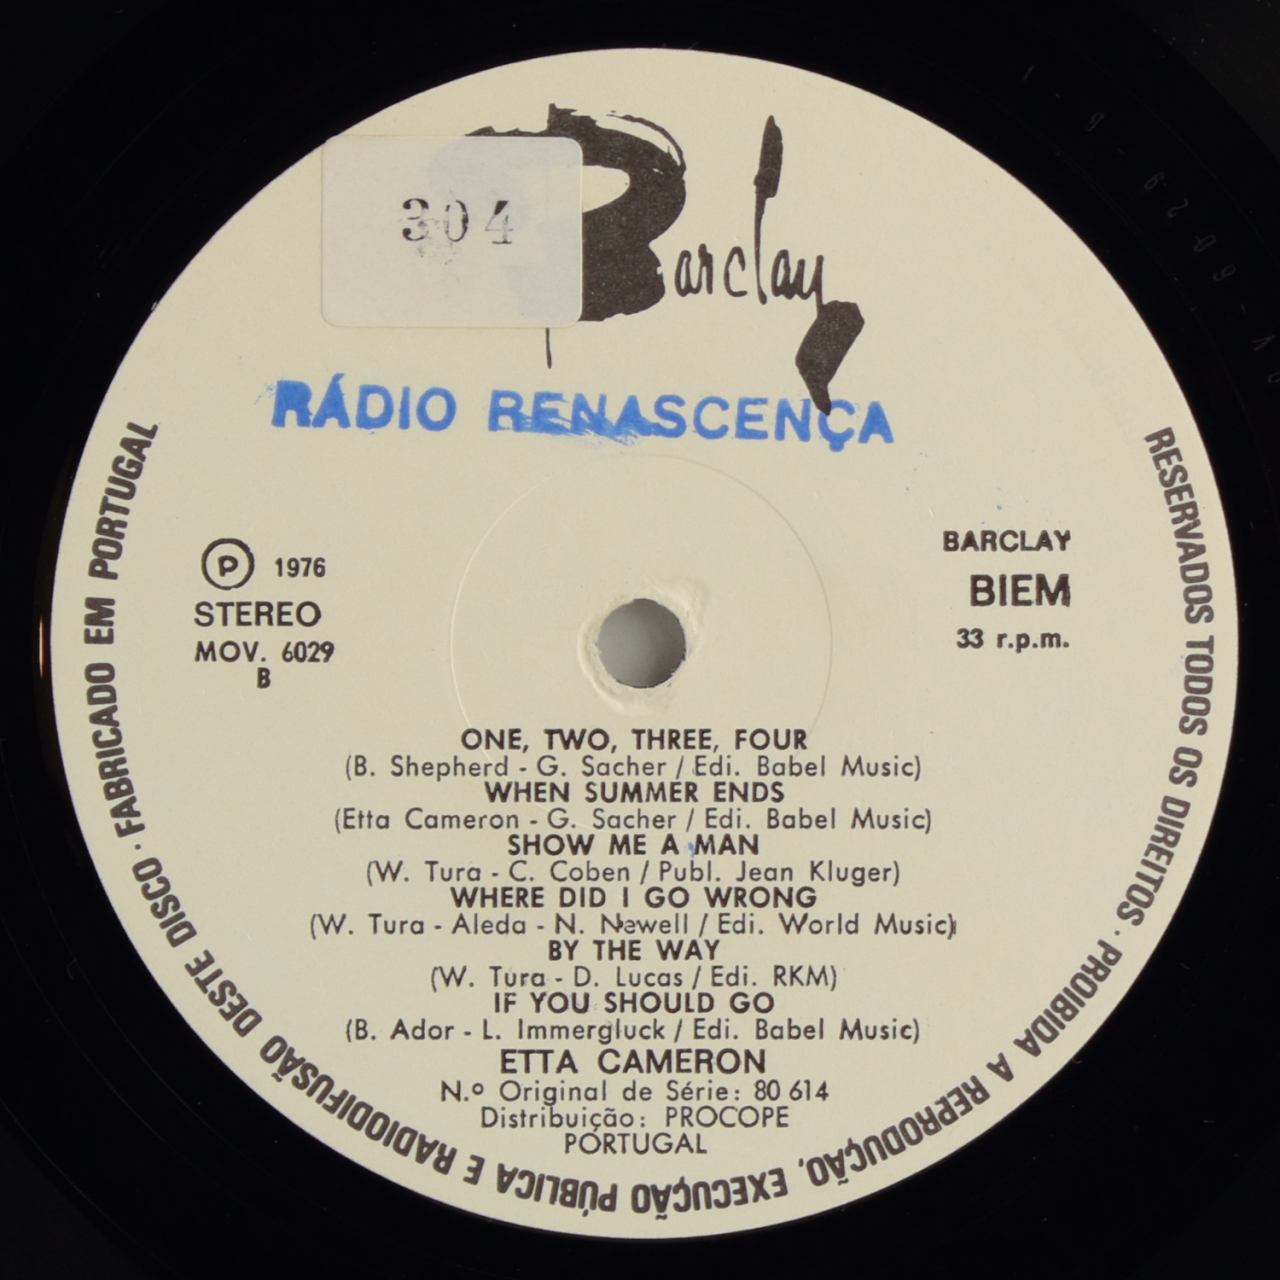 Barclay
304
RÁDIO RENASCENÇA
℗ 1976
STEREO
MOV. 6029
B
BARCLAY
BIEM
33 r.p.m.
ONE, TWO, THREE, FOUR
(B. Shepherd - G. Sacher / Edi. Babel Music)
WHEN SUMMER ENDS
(Etta Cameron - G. Sacher / Edi. Babel Music)
SHOW ME A MAN
(W. Tura - C. Coben / Publ. Jean Kluger)
WHERE DID I GO WRONG
(W. Tura - Aleda - N. Newell / Edi. World Music)
BY THE WAY
(W. Tura - D. Lucas / Edi. RKM)
IF YOU SHOULD GO
(B. Ador - L. Immergluck / Edi. Babel Music)
ETTA CAMERON
N.º Original de Série: 80 614
Distribuição: PROCOPE
PORTUGAL
RESERVADOS TODOS OS DIREITOS · PROIBIDA A REPRODUÇÃO, EXECUÇÃO PÚBLICA E RADIODIFUSÃO DESTE DISCO · FABRICADO EM PORTUGAL